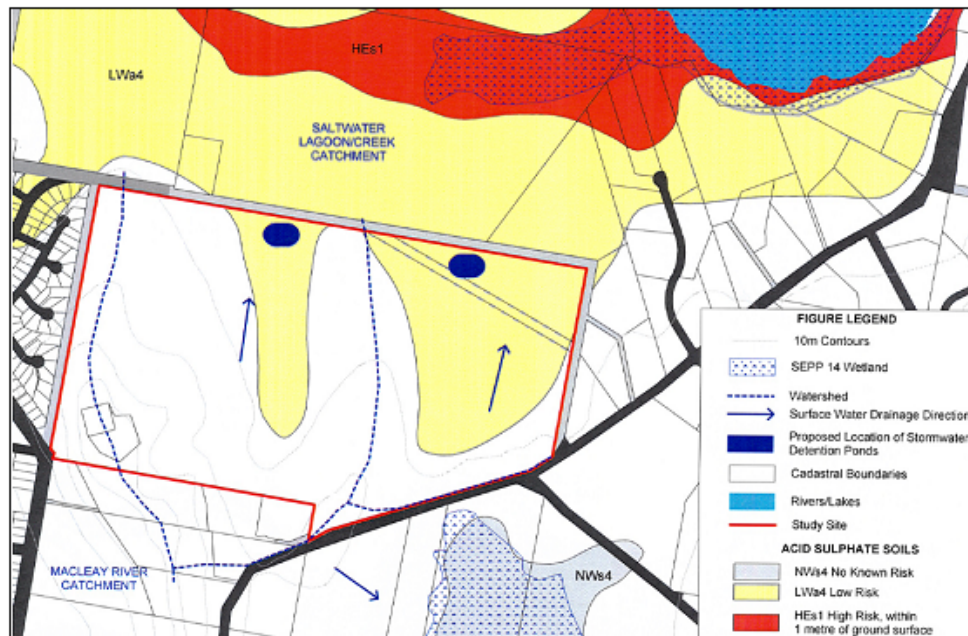 HEs1
LWa4
SALTWATER
LAGOON/CREEK
CATCHMENT
MACLEAY RIVER
CATCHMENT
NWs4
FIGURE LEGEND
10m Contours
SEPP 14 Wetland
Watershed
Surface Water Drainage Direction
Proposed Location of Stormwater
Detention Ponds
Cadastral Boundaries
Rivers/Lakes
Study Site
ACID SULPHATE SOILS
NWs4 No Known Risk
LWa4 Low Risk
HEs1 High Risk, within
1 metre of ground surface